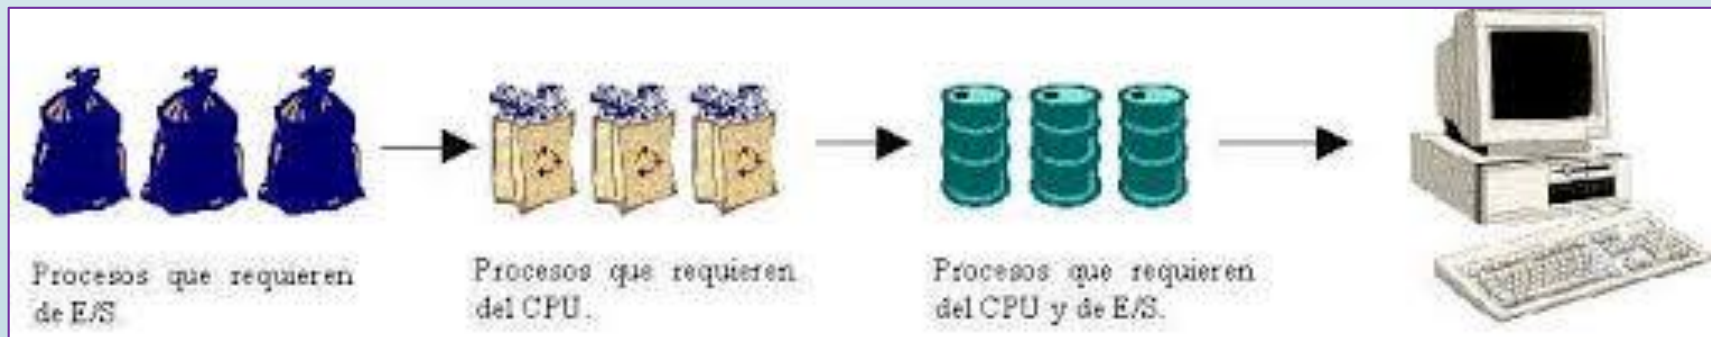 Procesos que requieren
de E/S.
Procesos que requieren
del CPU.
Procesos que requieren
del CPU y de E/S.